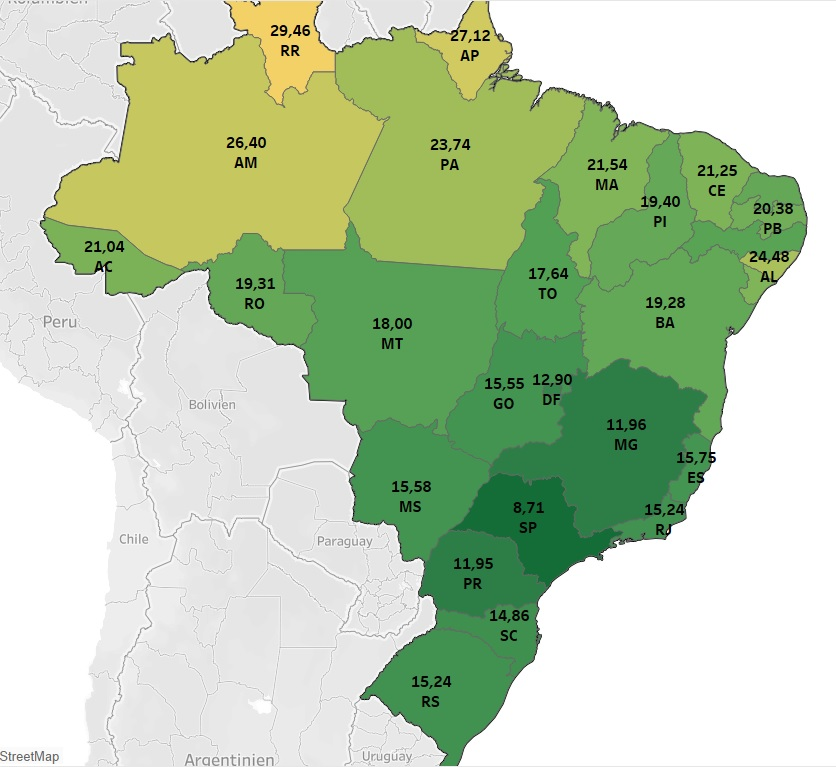 Kolumbien
29,46
RR
27,12
AP
26,40
AM
23,74
PA
21,54
MA
19,40
PI
21,25
CE
20,38
PB
24,48
AL
21,04
AC
19,31
RO
18,00
MT
17,64
TO
19,28
BA
Peru
Bolivien
15,55
GO
12,90
DF
11,96
MG
15,75
ES
15,58
MS
8,71
SP
15,24
RJ
Chile
Paraguay
11,95
PR
14,86
SC
15,24
RS
StreetMap
Argentinien
Uruguay